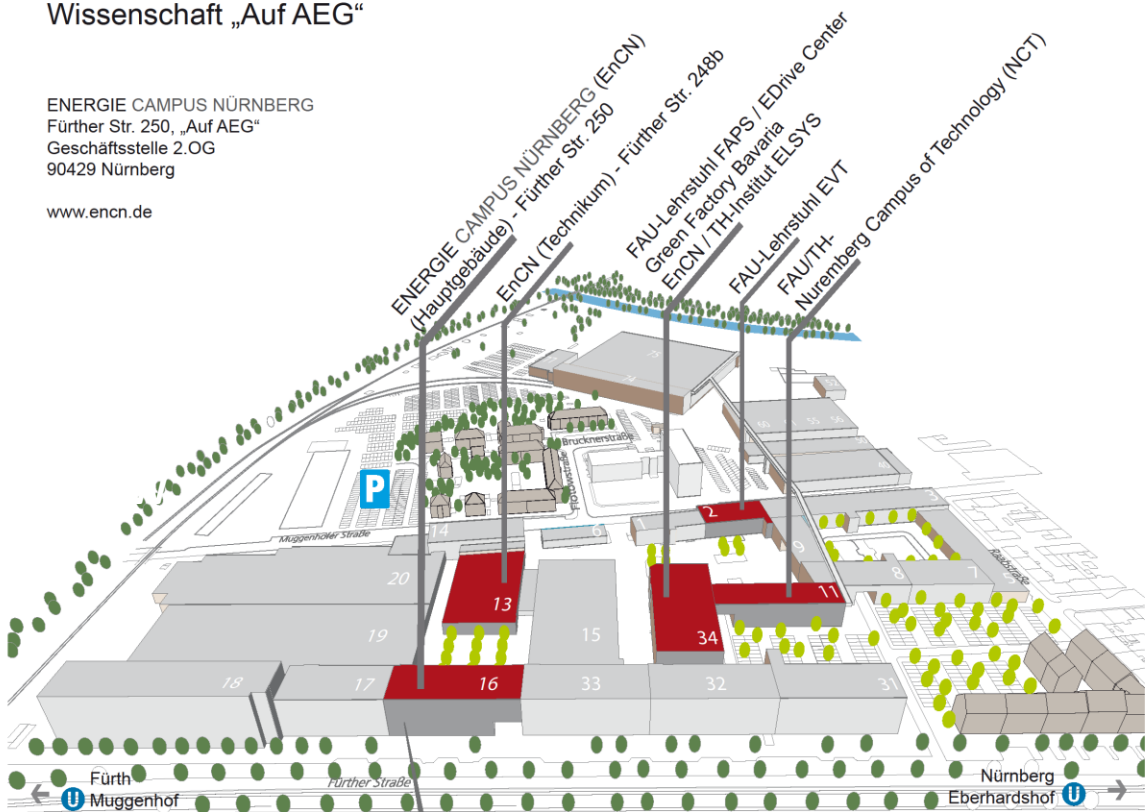 Wissenschaft „Auf AEG“
ENERGIE CAMPUS NÜRNBERG
Fürther Str. 250, „Auf AEG“
Geschäftsstelle 2.OG
90429 Nürnberg
www.encn.de
ENERGIE CAMPUS NÜRNBERG (EnCN)
(Hauptgebäude) - Fürther Str. 250
EnCN (Technikum) - Fürther Str. 248b
FAU-Lehrstuhl FAPS / EDrive Center
Green Factory Bavaria
EnCN / TH-Institut ELSYS
FAU-Lehrstuhl EVT
FAU/TH-
Nuremberg Campus of Technology (NCT)
Brucknerstraße
P
Muggenhofer Straße
Raabstraße
14
6
1
2
3
9
5
20
13
8
7
11
19
15
34
18
17
16
33
32
31
Fürther Straße
Fürth
U Muggenhof
Nürnberg
Eberhardshof U